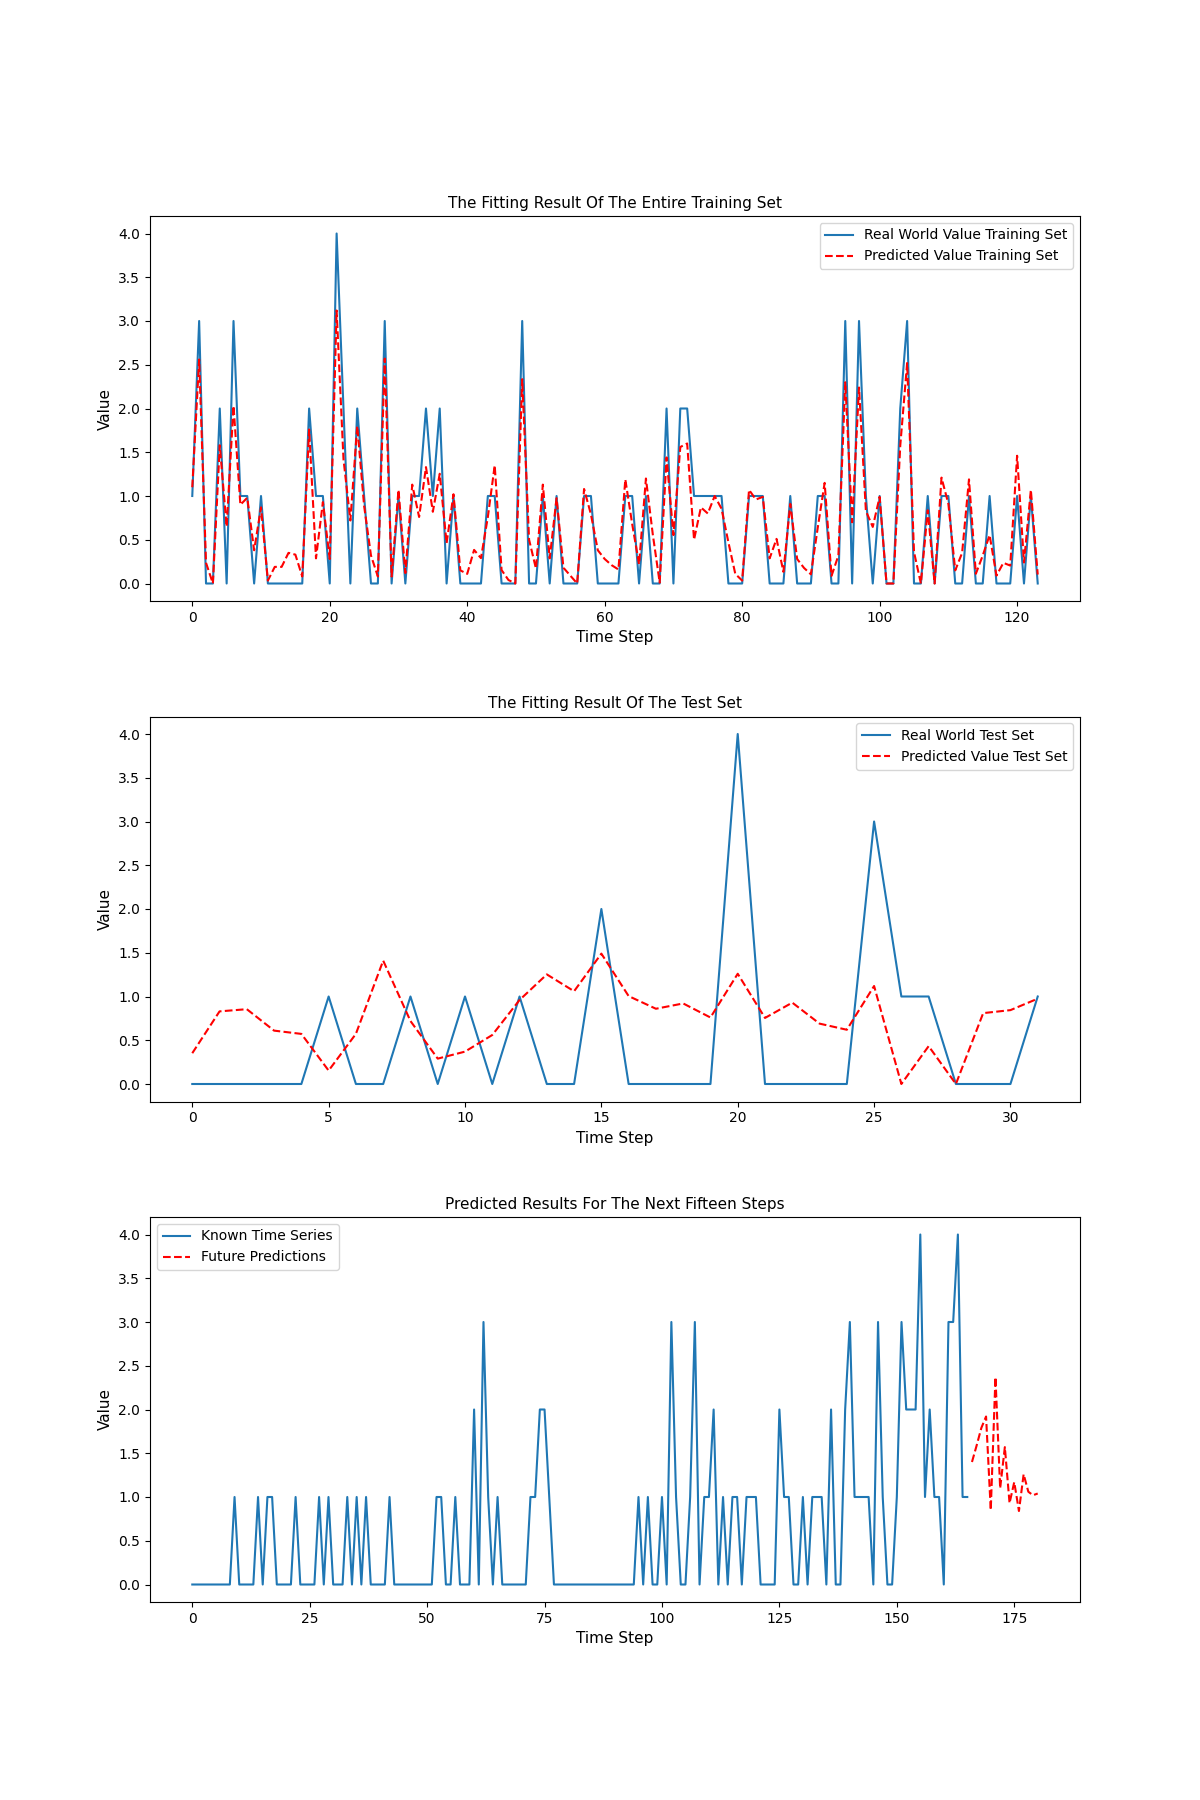 The Fitting Result Of The Entire Training Set
Real World Value Training Set
Predicted Value Training Set
Value
4.0
3.5
3.0
2.5
2.0
1.5
1.0
0.5
0.0
0 20 40 60 80 100 120
Time Step
The Fitting Result Of The Test Set
Real World Test Set
Predicted Value Test Set
Value
4.0
3.5
3.0
2.5
2.0
1.5
1.0
0.5
0.0
0 5 10 15 20 25 30
Time Step
Predicted Results For The Next Fifteen Steps
Known Time Series
Future Predictions
Value
4.0
3.5
3.0
2.5
2.0
1.5
1.0
0.5
0.0
0 25 50 75 100 125 150 175
Time Step